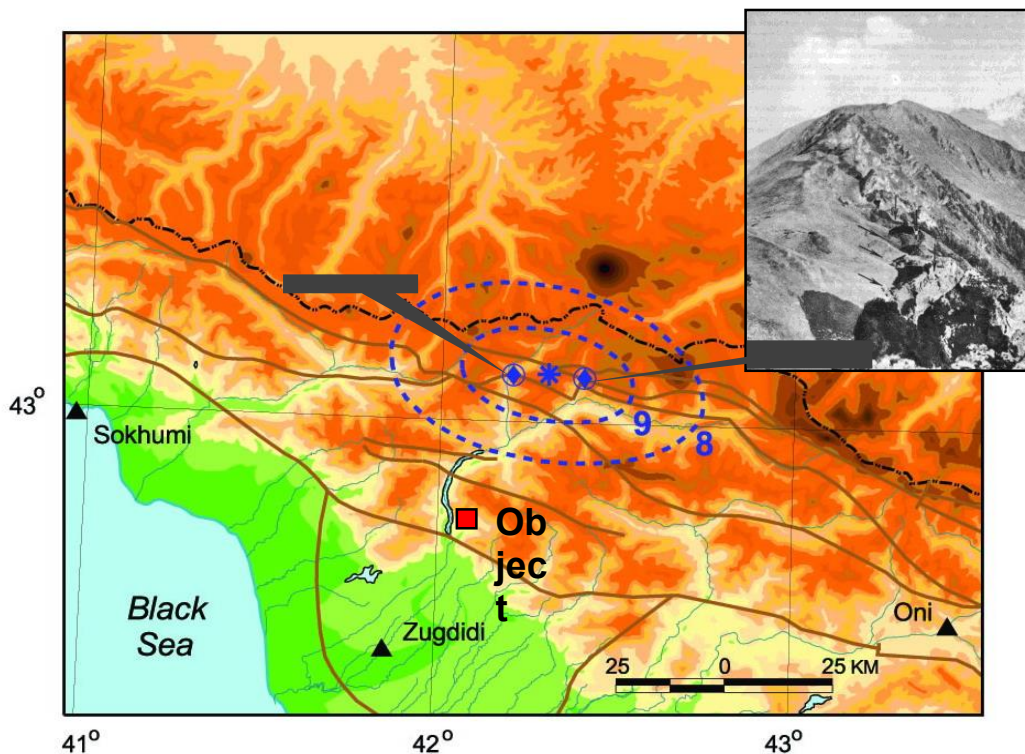 43°
Sokhumi
9
8
Ob
jec
t
Black
Sea
Zugdidi
Oni
25 0 25 KM
41°
42°
43°